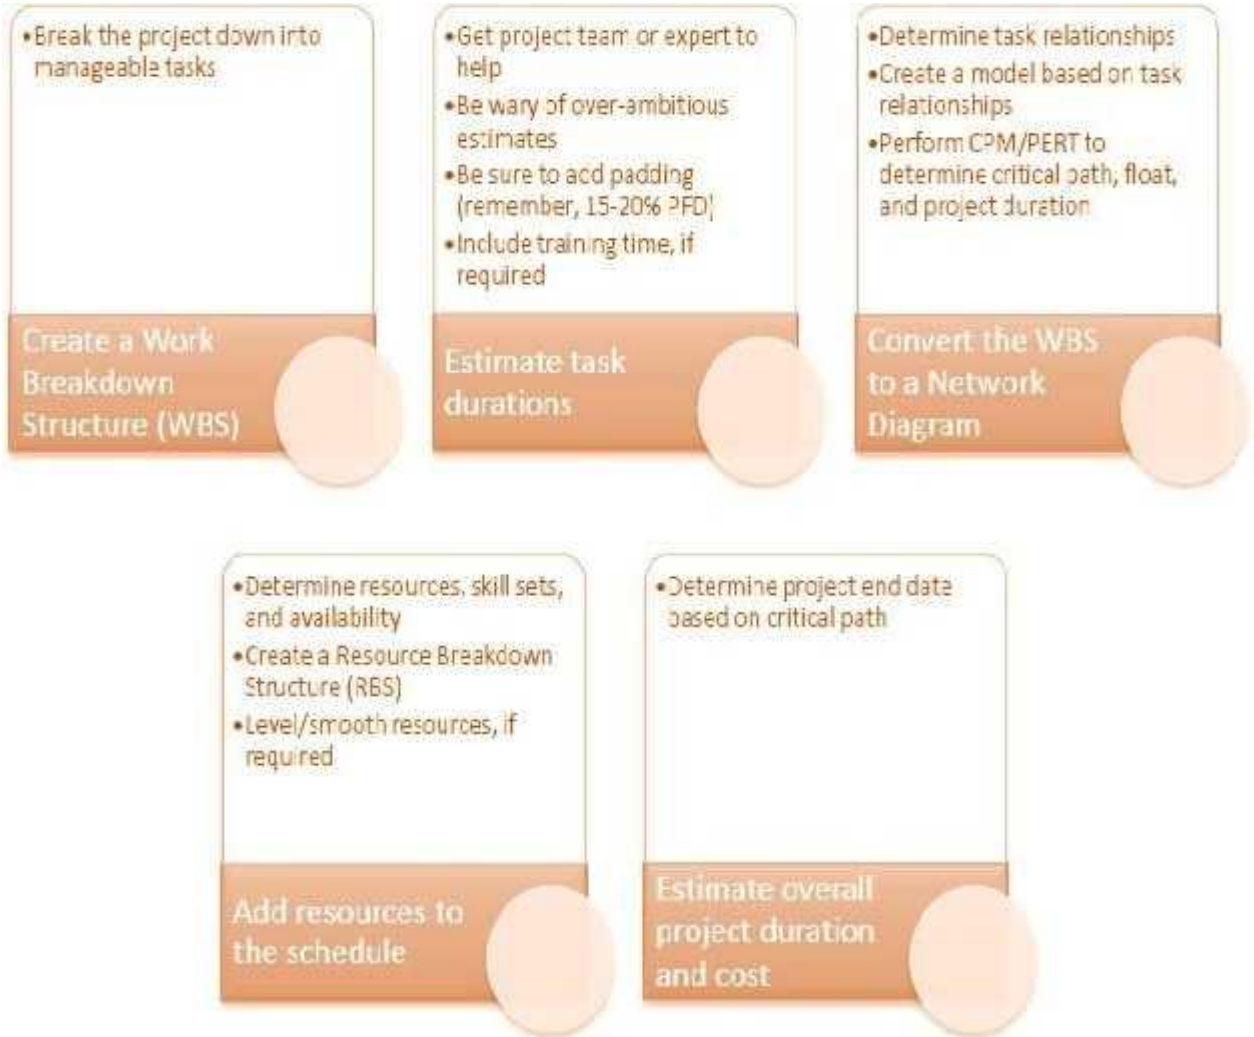 •Break the project down into
manageable tasks
Create a Work
Breakdown
Structure (WBS)
•Get project team or expert to
help
•Be wary of over-ambitious
estimates
•Be sure to add padding
(remember, 15-20% PFD)
•Include training time, if
required
Estimate task
durations
•Determine task relationships
•Create a model based on task
relationships
•Perform CPM/PERT to
determine critical path, float,
and project duration
Convert the WBS
to a Network
Diagram
•Determine resources, skill sets,
and availability
•Create a Resource Breakdown
Structure (RBS)
•Level/smooth resources, if
required
Add resources to
the schedule
•Determine project end date
based on critical path
Estimate overall
project duration
and cost